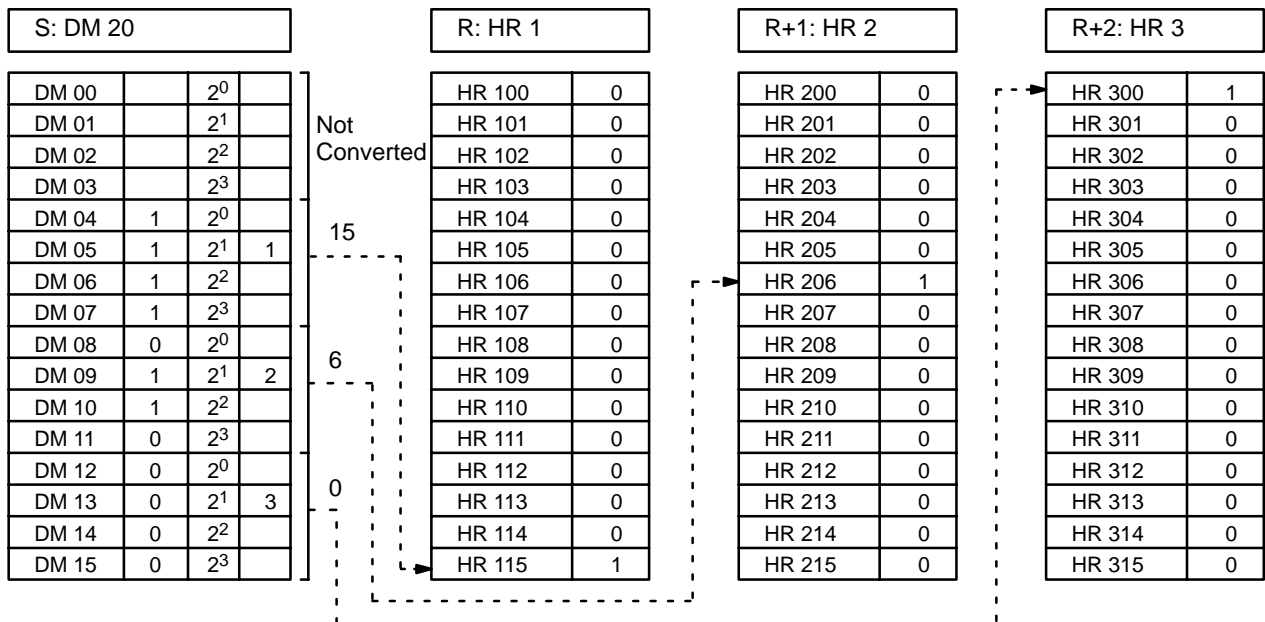 S: DM 20 R: HR 1 R+1: HR 2 R+2: HR 3
DM 00 2⁰ HR 100 0 HR 200 0 HR 300 1
DM 01 2¹ Not HR 101 0 HR 201 0 HR 301 0
DM 02 2² Converted HR 102 0 HR 202 0 HR 302 0
DM 03 2³ HR 103 0 HR 203 0 HR 303 0
DM 04 1 2⁰ HR 104 0 HR 204 0 HR 304 0
DM 05 1 2¹ 1 15 HR 105 0 HR 205 0 HR 305 0
DM 06 1 2² HR 106 0 HR 206 1 HR 306 0
DM 07 1 2³ HR 107 0 HR 207 0 HR 307 0
DM 08 0 2⁰ HR 108 0 HR 208 0 HR 308 0
DM 09 1 2¹ 2 6 HR 109 0 HR 209 0 HR 309 0
DM 10 1 2² HR 110 0 HR 210 0 HR 310 0
DM 11 0 2³ HR 111 0 HR 211 0 HR 311 0
DM 12 0 2⁰ HR 112 0 HR 212 0 HR 312 0
DM 13 0 2¹ 3 0 HR 113 0 HR 213 0 HR 313 0
DM 14 0 2² HR 114 0 HR 214 0 HR 314 0
DM 15 0 2³ HR 115 1 HR 215 0 HR 315 0